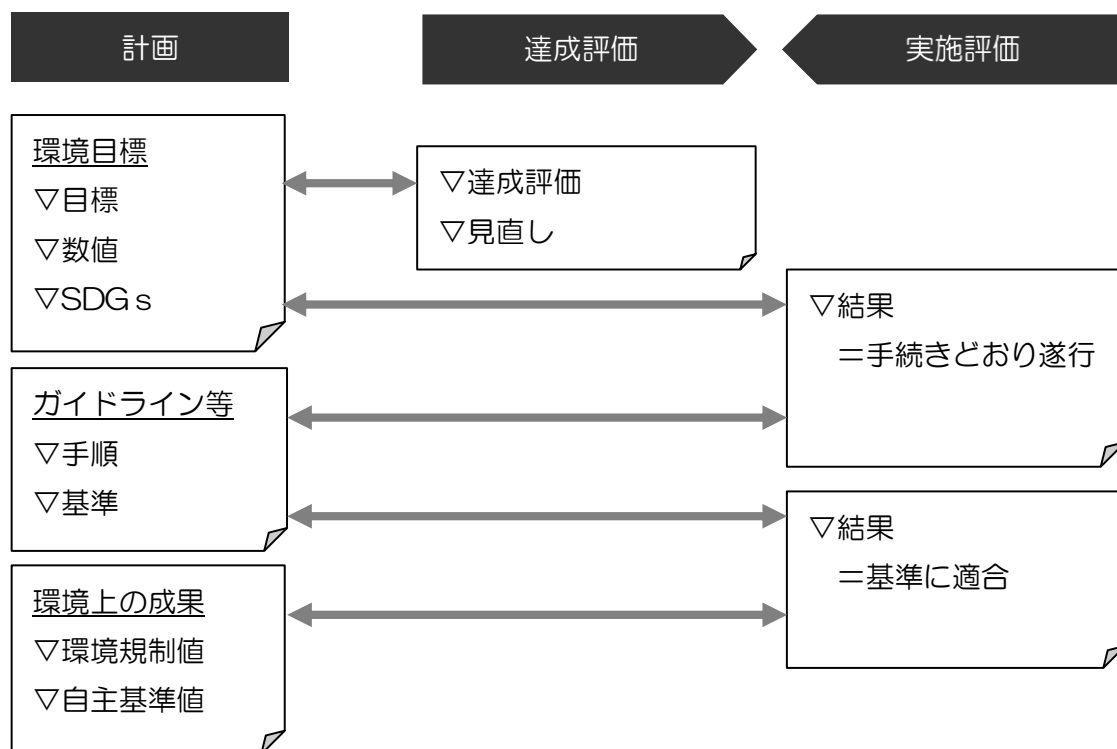 計画
達成評価
実施評価
環境目標
▽目標
▽数値
▽SDGs
▽達成評価
▽見直し
▽結果
＝手続きどおり遂行
ガイドライン等
▽手順
▽基準
▽結果
＝基準に適合
環境上の成果
▽環境規制値
▽自主基準値